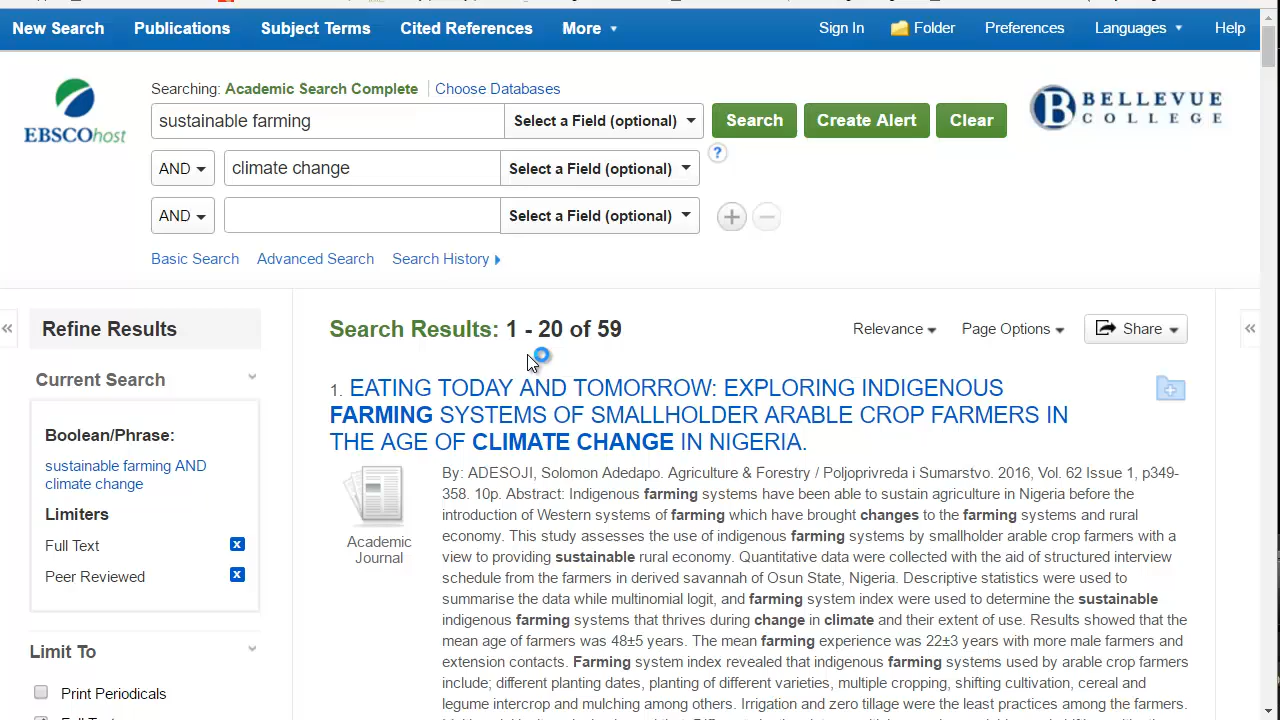 New Search Publications Subject Terms Cited References More Sign In Folder Preferences Languages Help
Searching: Academic Search Complete Choose Databases
sustainable farming Select a Field (optional) Search Create Alert Clear
EBSCOhost
BELLEVUE
COLLEGE
AND climate change Select a Field (optional) ?
AND Select a Field (optional)
Basic Search Advanced Search Search History
Refine Results
Search Results: 1 - 20 of 59 Relevance Page Options Share
Current Search
Boolean/Phrase:
sustainable farming AND
climate change
Limiters
Full Text x
Peer Reviewed x
Limit To
Print Periodicals
1. EATING TODAY AND TOMORROW: EXPLORING INDIGENOUS
FARMING SYSTEMS OF SMALLHOLDER ARABLE CROP FARMERS IN
THE AGE OF CLIMATE CHANGE IN NIGERIA.
Academic
Journal
By: ADESOJI, Solomon Adedapo. Agriculture & Forestry / Poljoprivreda i Sumarstvo. 2016, Vol. 62 Issue 1, p349-
358. 10p. Abstract: Indigenous farming systems have been able to sustain agriculture in Nigeria before the
introduction of Western systems of farming which have brought changes to the farming systems and rural
economy. This study assesses the use of indigenous farming systems by smallholder arable crop farmers with a
view to providing sustainable rural economy. Quantitative data were collected with the aid of structured interview
schedule from the farmers in derived savannah of Osun State, Nigeria. Descriptive statistics were used to
summarise the data while multinomial logit, and farming system index were used to determine the sustainable
indigenous farming systems that thrives during change in climate and their extent of use. Results showed that the
mean age of farmers was 48±5 years. The mean farming experience was 22±3 years with more male farmers and
extension contacts. Farming system index revealed that indigenous farming systems used by arable crop farmers
include; different planting dates, planting of different varieties, multiple cropping, shifting cultivation, cereal and
legume intercrop and mulching among others. Irrigation and zero tillage were the least practices among the farmers.